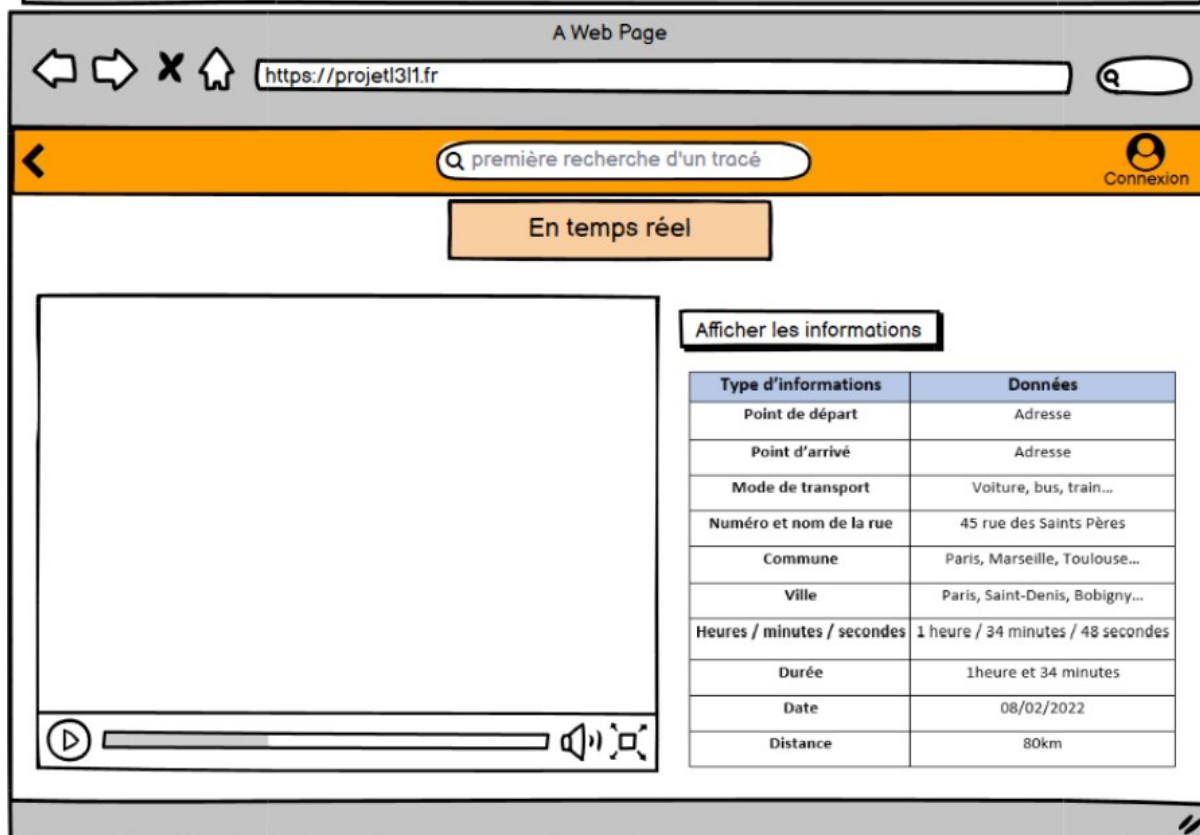 A Web Page
https://projetl3l1.fr
première recherche d'un tracé
Connexion
En temps réel
Afficher les informations
Type d'informations Données
Point de départ Adresse
Point d'arrivé Adresse
Mode de transport Voiture, bus, train...
Numéro et nom de la rue 45 rue des Saints Pères
Commune Paris, Marseille, Toulouse...
Ville Paris, Saint-Denis, Bobigny...
Heures / minutes / secondes 1 heure / 34 minutes / 48 secondes
Durée 1heure et 34 minutes
Date 08/02/2022
Distance 80km